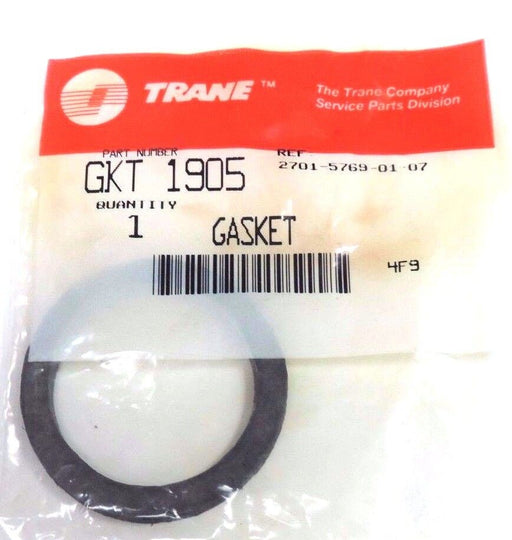 TRANE™
The Trane Company
Service Parts Division
PART NUMBER
REF
GKT 1905
2701-5769-01-07
QUANTITY
1
GASKET
4F9